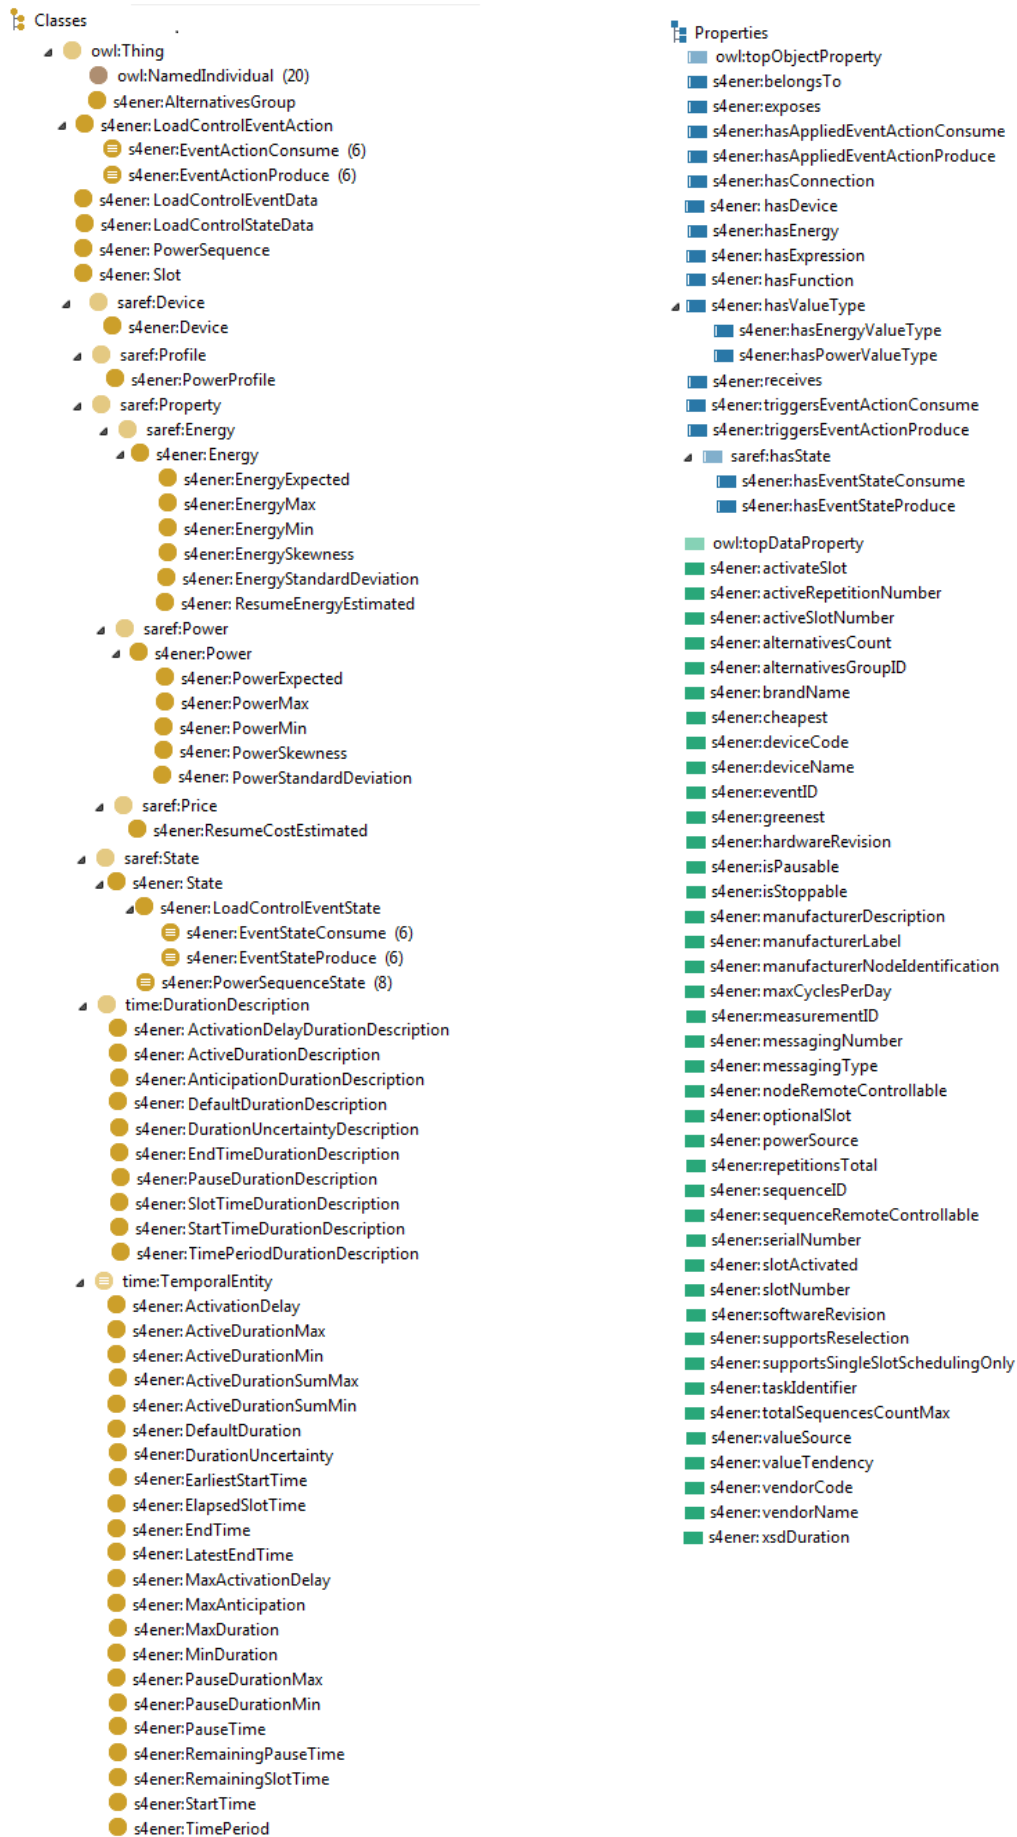 Classes
owl:Thing
owl:NamedIndividual (20)
s4ener:AlternativesGroup
s4ener:LoadControlEventAction
s4ener:EventActionConsume (6)
s4ener:EventActionProduce (6)
s4ener: LoadControlEventData
s4ener: LoadControlStateData
s4ener: PowerSequence
s4ener: Slot
saref:Device
s4ener:Device
saref:Profile
s4ener:PowerProfile
saref:Property
saref:Energy
s4ener:Energy
s4ener:EnergyExpected
s4ener:EnergyMax
s4ener:EnergyMin
s4ener:EnergySkewness
s4ener:EnergyStandardDeviation
s4ener: ResumeEnergyEstimated
saref:Power
s4ener:Power
s4ener:PowerExpected
s4ener:PowerMax
s4ener:PowerMin
s4ener:PowerSkewness
s4ener: PowerStandardDeviation
saref:Price
s4ener:ResumeCostEstimated
saref:State
s4ener: State
s4ener: LoadControlEventState
s4ener:EventStateConsume (6)
s4ener:EventStateProduce (6)
s4ener:PowerSequenceState (8)
time:DurationDescription
s4ener: ActivationDelayDurationDescription
s4ener: ActiveDurationDescription
s4ener: AnticipationDurationDescription
s4ener: DefaultDurationDescription
s4ener: DurationUncertaintyDescription
s4ener: EndTimeDurationDescription
s4ener:PauseDurationDescription
s4ener: SlotTimeDurationDescription
s4ener: StartTimeDurationDescription
s4ener:TimePeriodDurationDescription
time:TemporalEntity
s4ener: ActivationDelay
s4ener: ActiveDurationMax
s4ener: ActiveDurationMin
s4ener: ActiveDurationSumMax
s4ener: ActiveDurationSumMin
s4ener: DefaultDuration
s4ener:DurationUncertainty
s4ener: EarliestStartTime
s4ener: ElapsedSlotTime
s4ener: EndTime
s4ener: LatestEndTime
s4ener: MaxActivationDelay
s4ener: MaxAnticipation
s4ener: MaxDuration
s4ener: MinDuration
s4ener: PauseDurationMax
s4ener: PauseDurationMin
s4ener:PauseTime
s4ener:RemainingPauseTime
s4ener:RemainingSlotTime
s4ener:StartTime
s4ener:TimePeriod
Properties
owl:topObjectProperty
s4ener:belongsTo
s4ener:exposes
s4ener:hasAppliedEventActionConsume
s4ener:hasAppliedEventActionProduce
s4ener:hasConnection
s4ener: hasDevice
s4ener:hasEnergy
s4ener:hasExpression
s4ener:hasFunction
s4ener:hasValueType
s4ener:hasEnergyValueType
s4ener:hasPowerValueType
s4ener:receives
s4ener:triggersEventActionConsume
s4ener:triggersEventActionProduce
saref:hasState
s4ener:hasEventStateConsume
s4ener:hasEventStateProduce
owl:topDataProperty
s4ener: activateSlot
s4ener: activeRepetitionNumber
s4ener: activeSlotNumber
s4ener: alternativesCount
s4ener: alternativesGroupID
s4ener: brandName
s4ener:cheapest
s4ener:deviceCode
s4ener:deviceName
s4ener:eventID
s4ener:greenest
s4ener:hardwareRevision
s4ener:isPausable
s4ener:isStoppable
s4ener: manufacturerDescription
s4ener: manufacturerLabel
s4ener: manufacturerNodeIdentification
s4ener: maxCyclesPerDay
s4ener:measurementID
s4ener: messagingNumber
s4ener: messagingType
s4ener: nodeRemoteControllable
s4ener: optionalSlot
s4ener: powerSource
s4ener:repetitionsTotal
s4ener: sequenceID
s4ener: sequenceRemoteControllable
s4ener: serialNumber
s4ener: slotActivated
s4ener: slotNumber
s4ener:softwareRevision
s4ener: supportsReselection
s4ener: supportsSingleSlotSchedulingOnly
s4ener: taskIdentifier
s4ener: totalSequencesCountMax
s4ener: valueSource
s4ener: valueTendency
s4ener: vendorCode
s4ener: vendorName
s4ener: xsdDuration